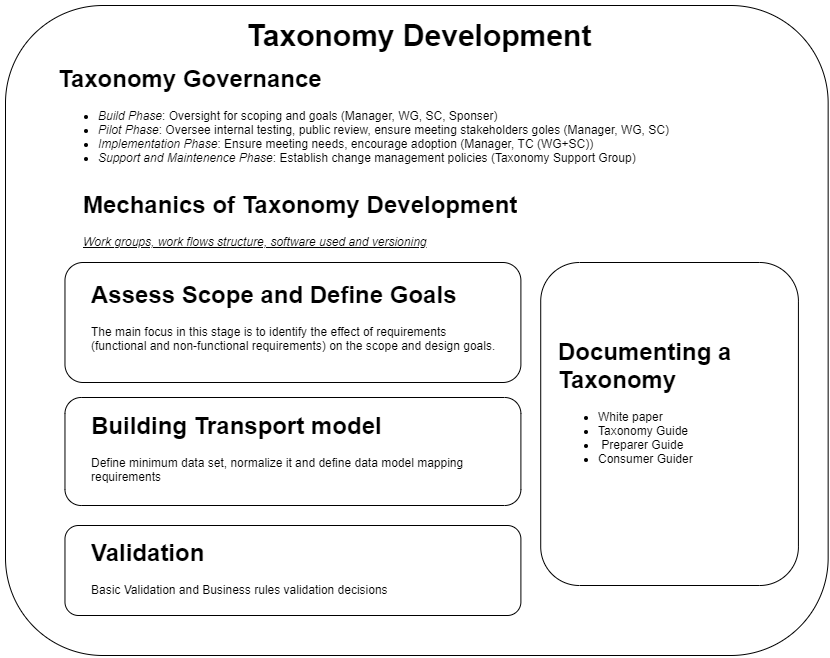 Taxonomy Development
Taxonomy Governance
Build Phase: Oversight for scoping and goals (Manager, WG, SC, Sponser)
Pilot Phase: Oversee internal testing, public review, ensure meeting stakeholders goles (Manager, WG, SC)
Implementation Phase: Ensure meeting needs, encourage adoption (Manager, TC (WG+SC))
Support and Maintenence Phase: Establish change management policies (Taxonomy Support Group)
Mechanics of Taxonomy Development
Work groups, work flows structure, software used and versioning
Assess Scope and Define Goals
The main focus in this stage is to identify the effect of requirements
(functional and non-functional requirements) on the scope and design goals.
Building Transport model
Define minimum data set, normalize it and define data model mapping
requirements
Validation
Basic Validation and Business rules validation decisions
Documenting a
Taxonomy
White paper
Taxonomy Guide
Preparer Guide
Consumer Guider